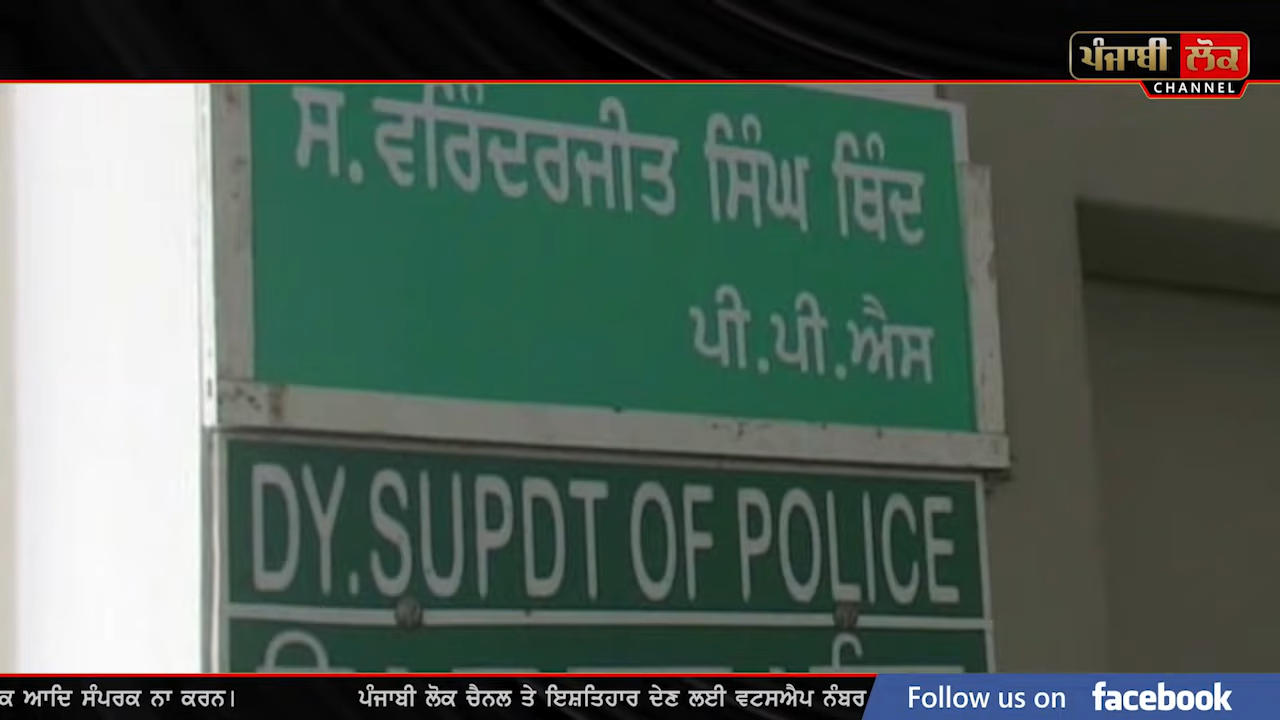 ਪੰਜਾਬੀ ਲੋਕ
CHANNEL
ਸ.ਵਰਿੰਦਰਜੀਤ ਸਿੰਘ ਥਿੰਦ
ਪੀ.ਪੀ.ਐਸ
DY.SUPDT OF POLICE
ਕ ਆਦਿ ਸੰਪਰਕ ਨਾ ਕਰਨ। ਪੰਜਾਬੀ ਲੋਕ ਚੈਨਲ ਤੇ ਇਸ਼ਤਿਹਾਰ ਦੇਣ ਲਈ ਵਟਸਐਪ ਨੰਬਰ
Follow us on facebook